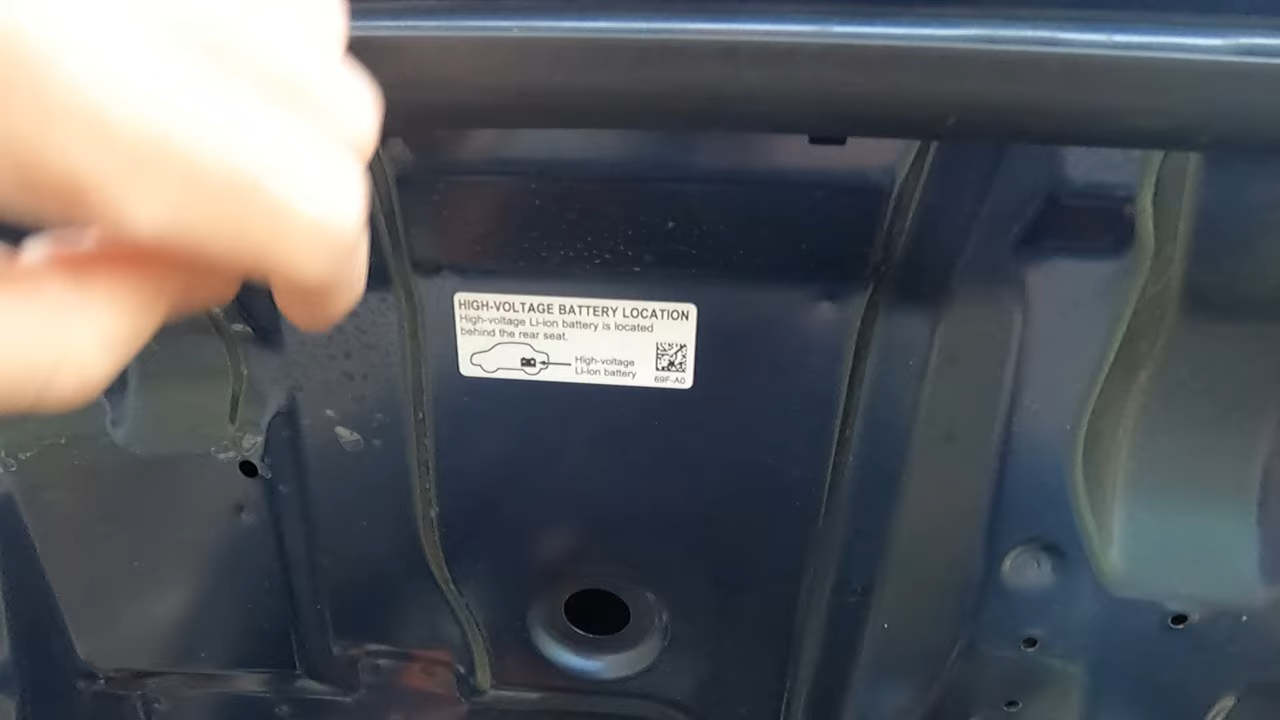 HIGH-VOLTAGE BATTERY LOCATION
High-voltage Li-ion battery is located
behind the rear seat.
High-voltage
Li-Ion battery
69F-A0